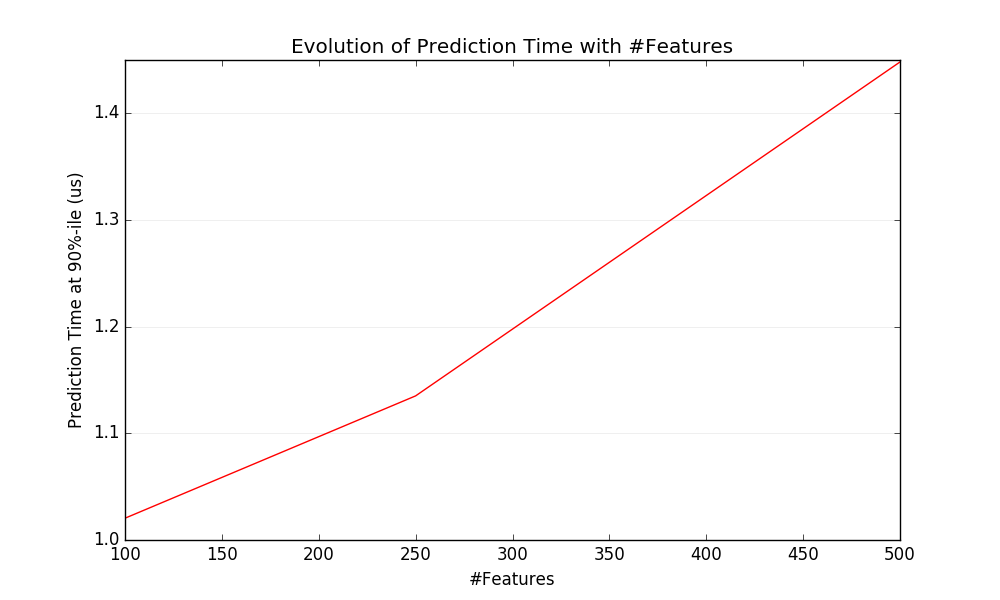 Evolution of Prediction Time with #Features
Prediction Time at 90%-ile (us)
1.4
1.3
1.2
1.1
1.0
100 150 200 250 300 350 400 450 500
#Features